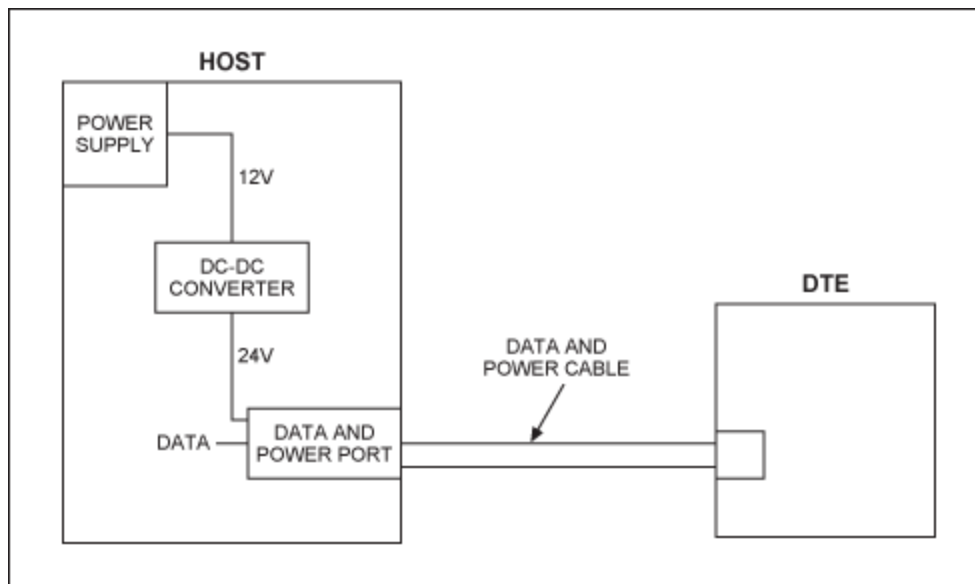 HOST
POWER
SUPPLY
12V
DC-DC
CONVERTER
24V
DATA
DATA AND
POWER PORT
DATA AND
POWER CABLE
DTE